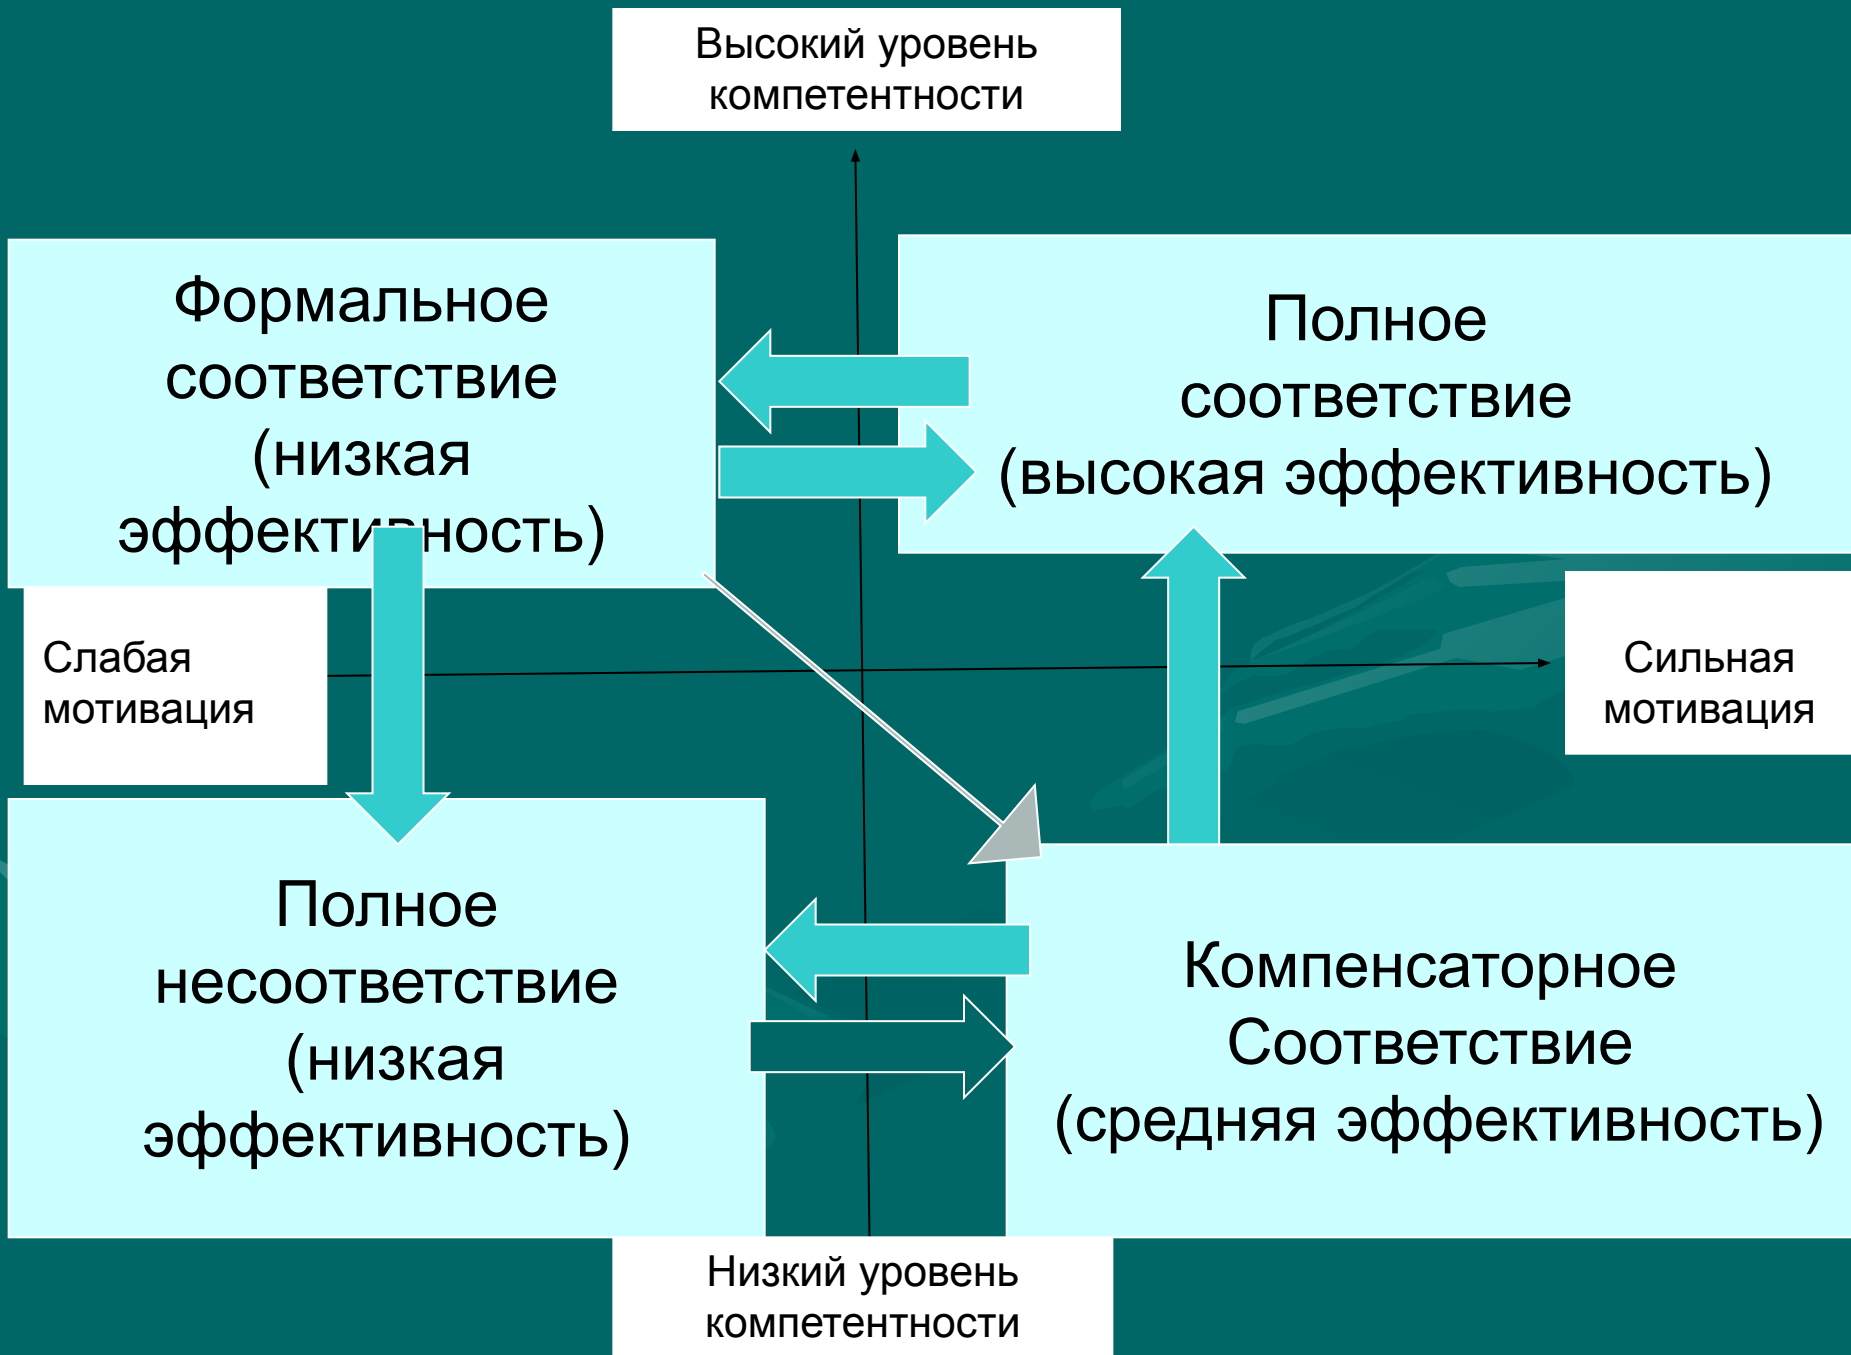 Высокий уровень
компетентности
Формальное
соответствие
(низкая
эффективность)
Полное
соответствие
(высокая эффективность)
Слабая
мотивация
Сильная
мотивация
Полное
несоответствие
(низкая
эффективность)
Компенсаторное
Соответствие
(средняя эффективность)
Низкий уровень
компетентности